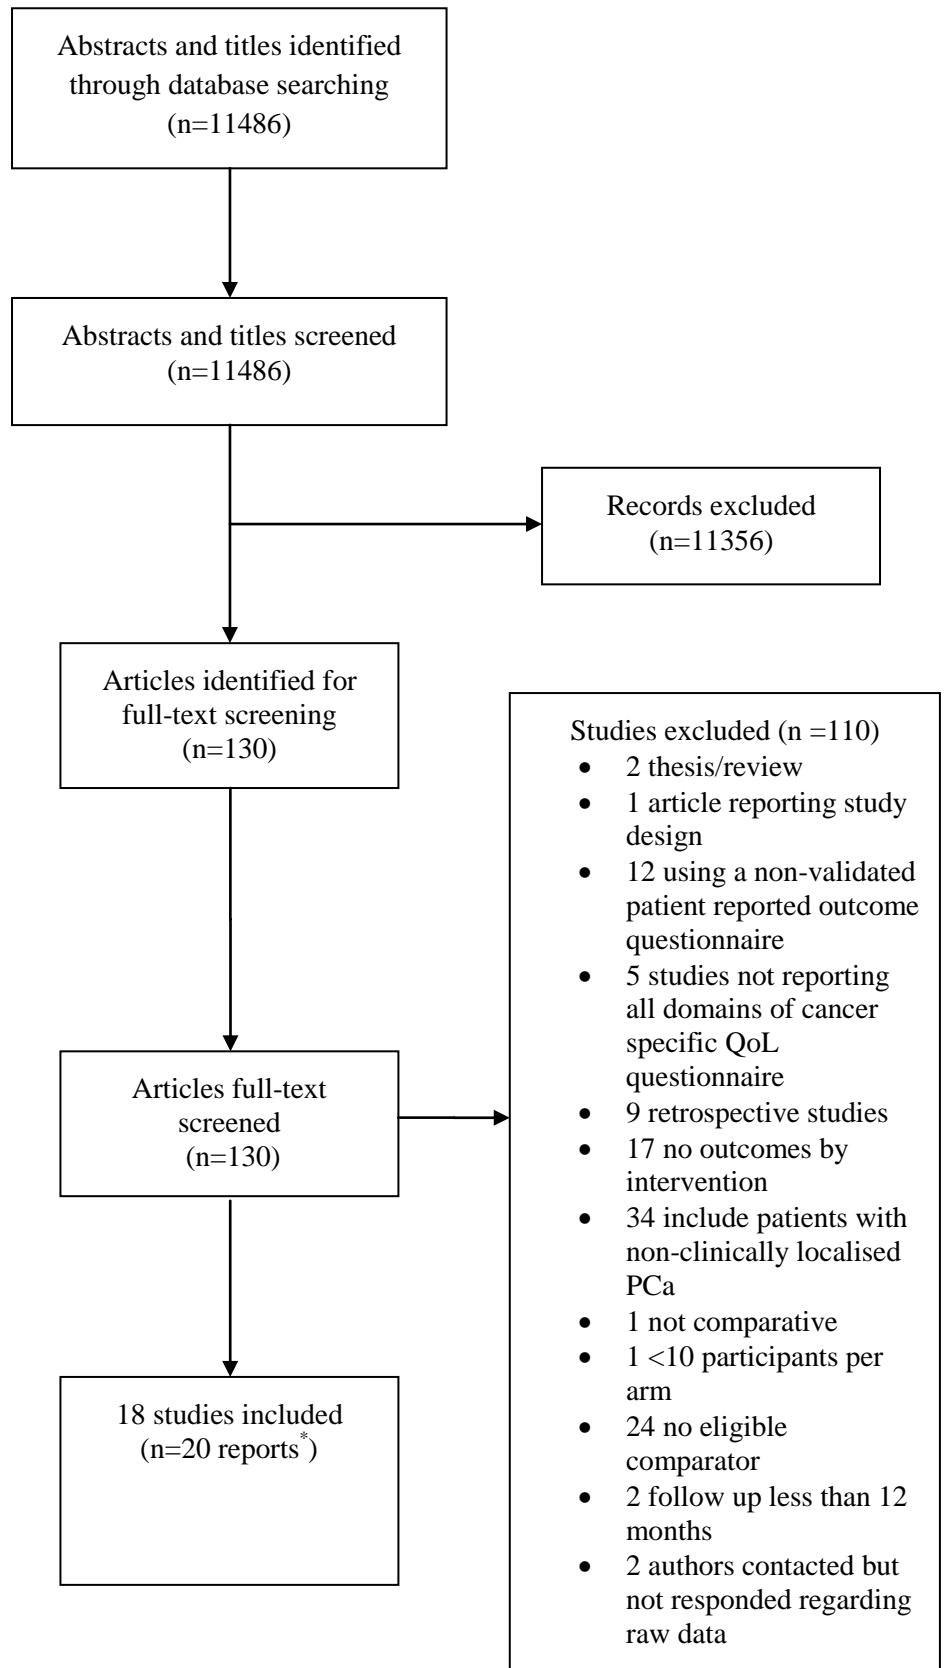 Abstracts and titles identified
through database searching
(n=11486)
Abstracts and titles screened
(n=11486)
Records excluded
(n=11356)
Articles identified for
full-text screening
(n=130)
Articles full-text
screened
(n=130)
Studies excluded (n =110)
• 2 thesis/review
• 1 article reporting study
design
• 12 using a non-validated
patient reported outcome
questionnaire
• 5 studies not reporting
all domains of cancer
specific QoL
questionnaire
• 9 retrospective studies
• 17 no outcomes by
intervention
• 34 include patients with
non-clinically localised
PCa
• 1 not comparative
• 1 <10 participants per
arm
• 24 no eligible
comparator
• 2 follow up less than 12
months
• 2 authors contacted but
not responded regarding
raw data
18 studies included
(n=20 reports*)